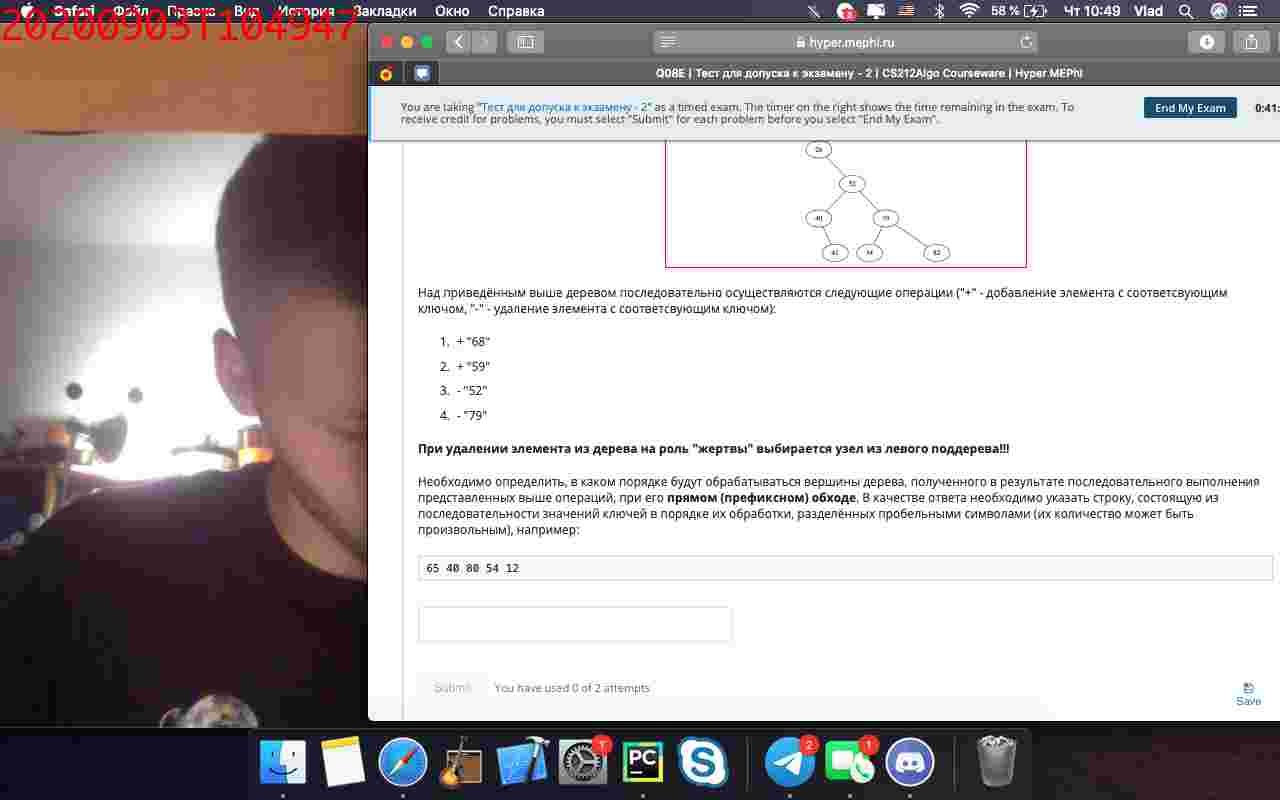 Safari Файл Правка Вид История Закладки Окно Справка 58 % Чт 10:49 Vlad
20200903T104947
hyper.mephi.ru
Q08E | Тест для допуска к экзамену - 2 | CS212Algo Courseware | Hyper.MEPhI
You are taking "Тест для допуска к экзамену - 2" as a timed exam. The timer on the right shows the time remaining in the exam. To
receive credit for problems, you must select "Submit" for each problem before you select "End My Exam".
End My Exam
0:41:
Над приведённым выше деревом последовательно осуществляются следующие операции ("+" - добавление элемента с соответсвующим
ключом, "-" - удаление элемента с соответсвующим ключом):
1. + "68"
2. + "59"
3. - "52"
4. - "79"
При удалении элемента из дерева на роль "жертвы" выбирается узел из левого поддерева!!!
Необходимо определить, в каком порядке будут обрабатываться вершины дерева, полученного в результате последовательного выполнения
представленных выше операций, при его прямом (префиксном) обходе. В качестве ответа необходимо указать строку, состоящую из
последовательности значений ключей в порядке их обработки, разделённых пробельными символами (их количество может быть
произвольным), например:
65 40 80 54 12
Submit
You have used 0 of 2 attempts
Save
PC
2
1